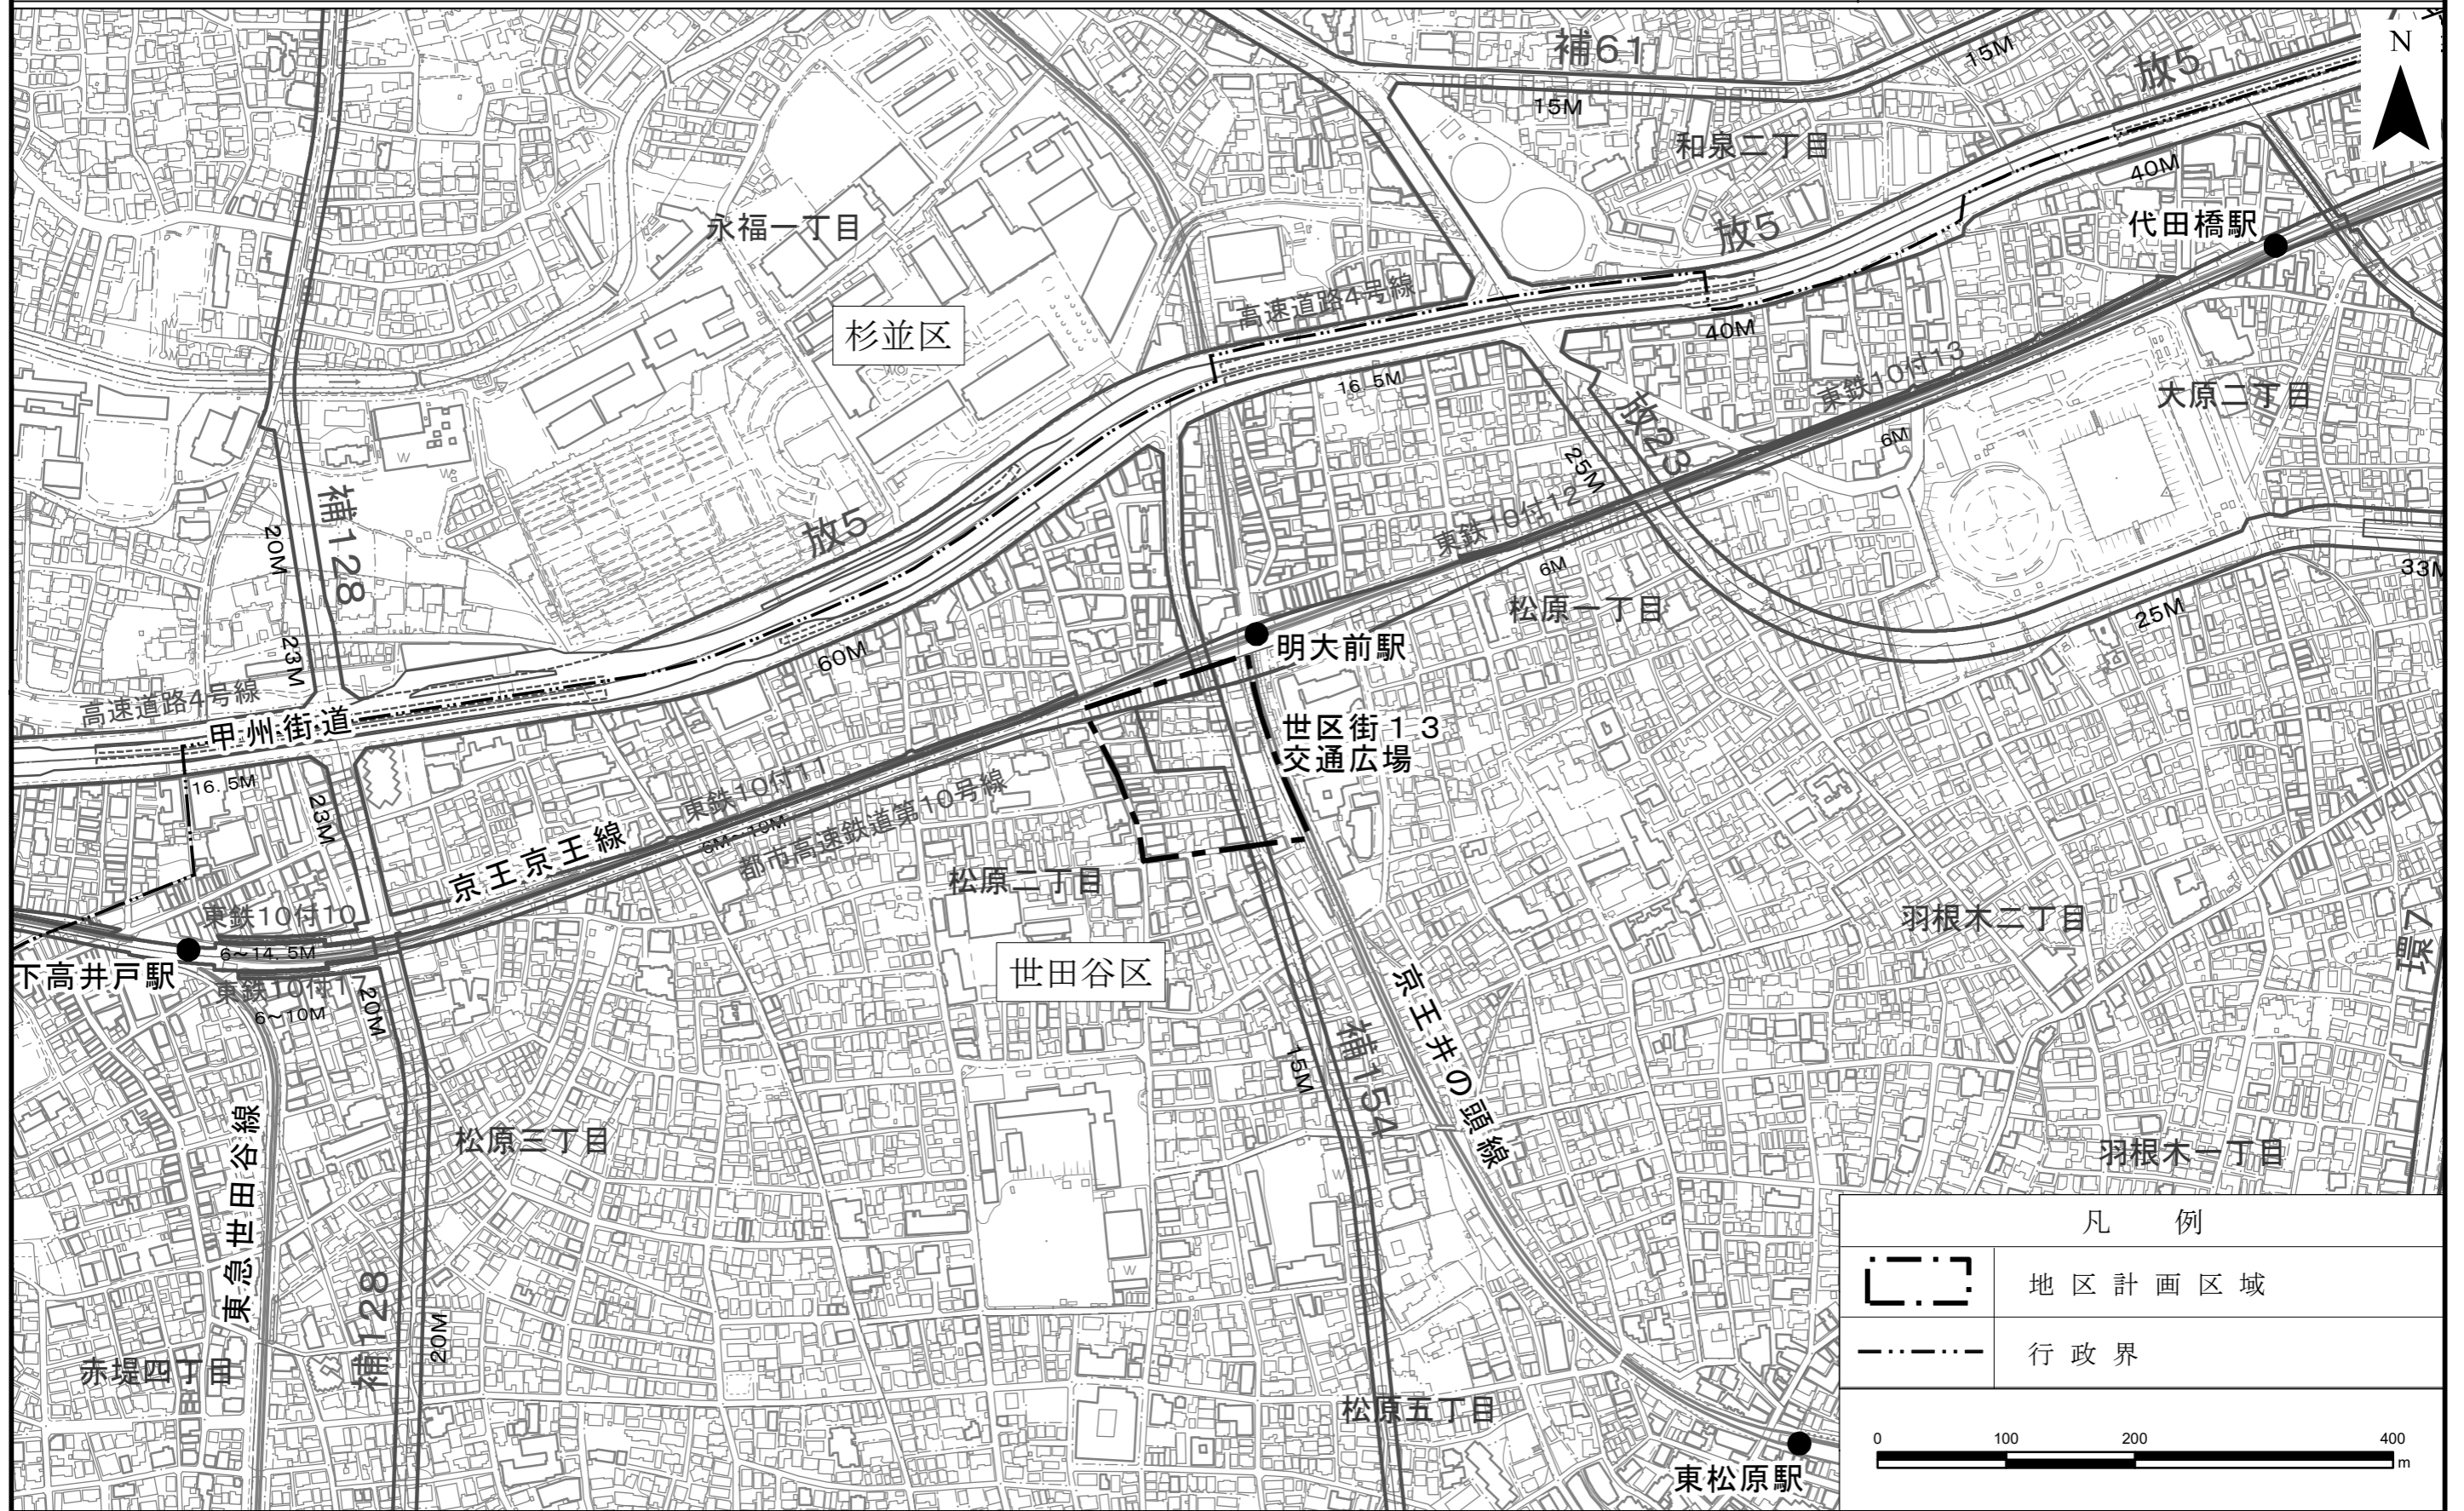 N
補61
15M
放5
15M
和泉二丁目
40M
代田橋駅
永福一丁目
放5
高速道路4号線
杉並区
40M
16.5M
東鉄10付13
大原二丁目
放23
6M
25M
補128
20M
放5
東鉄10付12
6M
松原一丁目
33M
25M
23M
60M
明大前駅
高速道路4号線
甲州街道
世区街13
交通広場
16.5M
23M
東鉄10付11
6M~10M
都市高速鉄道第10号線
京王京王線
松原二丁目
東鉄10付10
6~14.5M
下高井戸駅
東鉄10付17
6~10M
20M
世田谷区
羽根木二丁目
環7
京王井の頭線
補154
15M
東急世田谷線
松原三丁目
羽根木一丁目
補128
20M
赤堤四丁目
松原五丁目
東松原駅
凡 例
地区計画区域
行政界
0 100 200 400
m